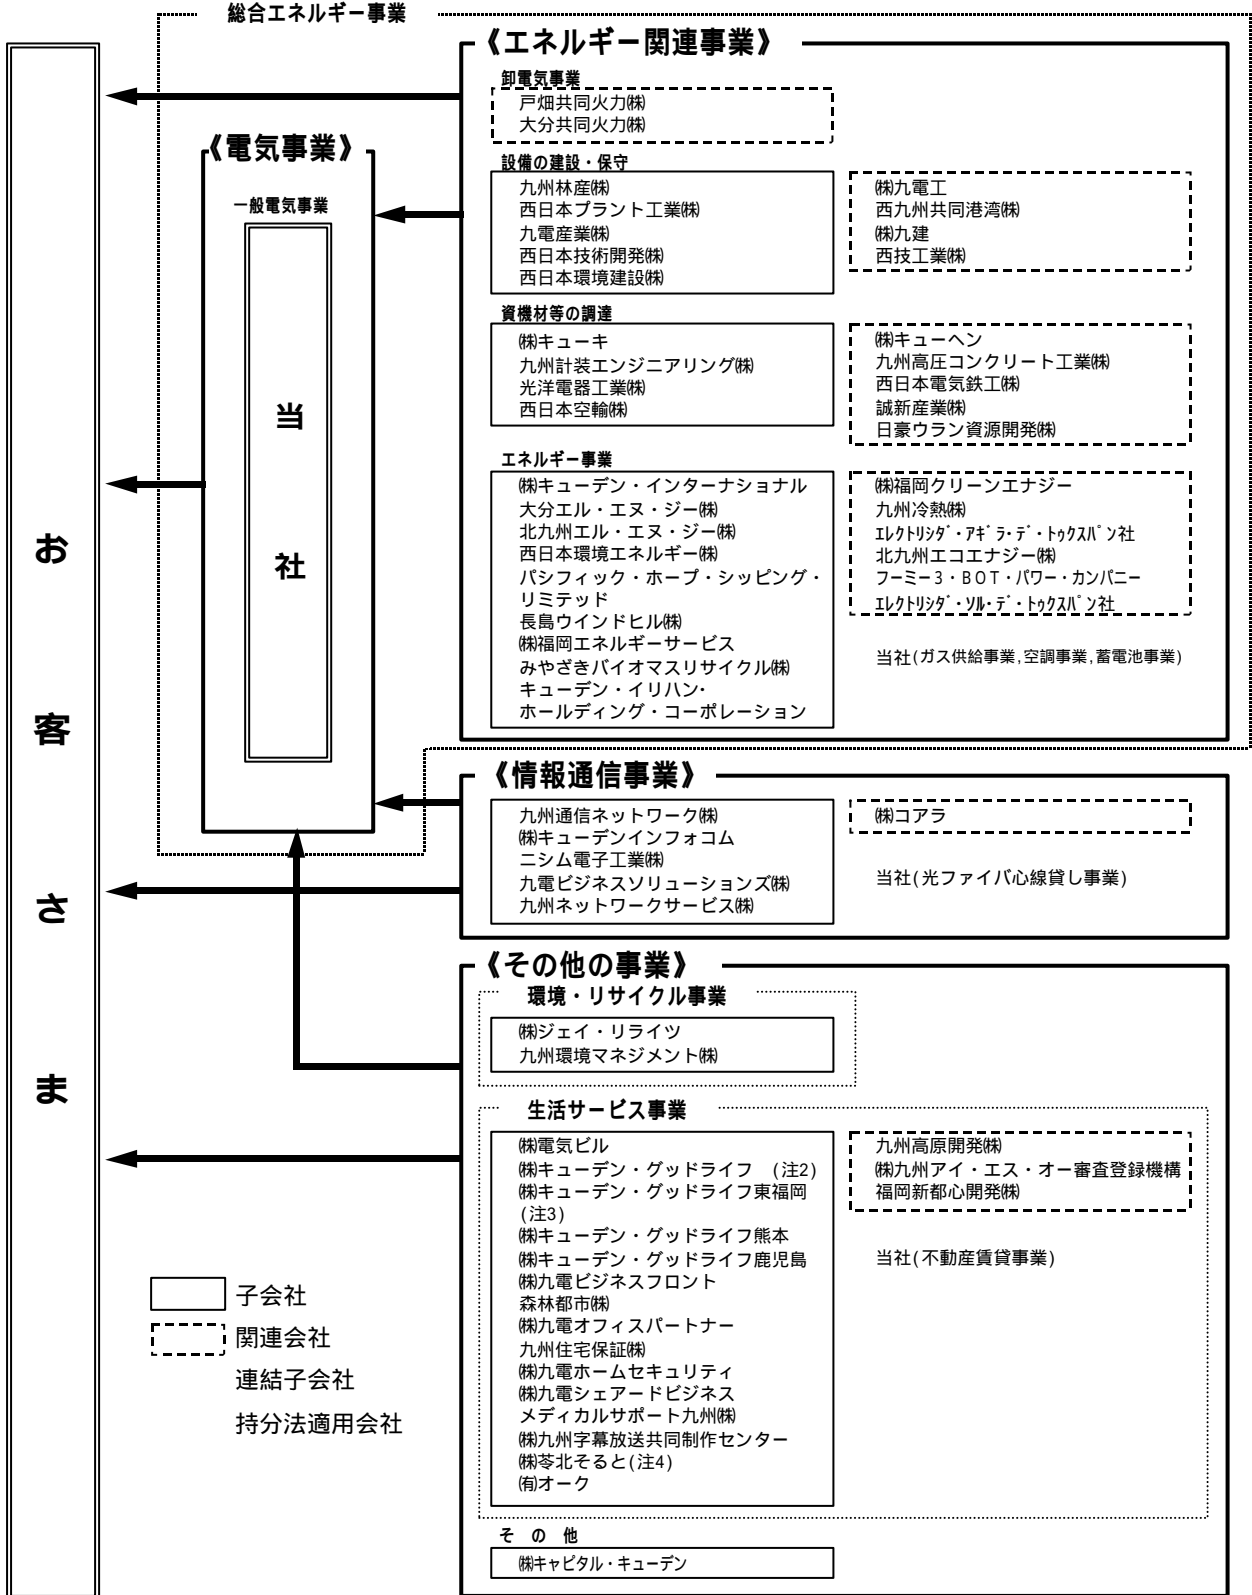 総合エネルギー事業
お客さま
《電気事業》
一般電気事業
当社
《エネルギー関連事業》
卸電気事業
戸畑共同火力㈱
大分共同火力㈱
設備の建設・保守
九州林産㈱
西日本プラント工業㈱
九電産業㈱
西日本技術開発㈱
西日本環境建設㈱
㈱九電工
西九州共同港湾㈱
㈱九建
西技工業㈱
資機材等の調達
㈱キューキ
九州計装エンジニアリング㈱
光洋電器工業㈱
西日本空輸㈱
㈱キューヘン
九州高圧コンクリート工業㈱
西日本電気鉄工㈱
誠新産業㈱
日豪ウラン資源開発㈱
エネルギー事業
㈱キューデン・インターナショナル
大分エル・エヌ・ジー㈱
北九州エル・エヌ・ジー㈱
西日本環境エネルギー㈱
パシフィック・ホープ・シッピング・
リミテッド
長島ウインドヒル㈱
㈱福岡エネルギーサービス
みやざきバイオマスリサイクル㈱
キューデン・イリハン・
ホールディング・コーポレーション
㈱福岡クリーンエナジー
九州冷熱㈱
ｴﾚｸﾄﾘｼﾀﾞ・ｱｷﾞﾗ・ﾃﾞ・ﾄｩｸｽﾊﾟﾝ社
北九州エコエナジー㈱
フーミー3・BOT・パワー・カンパニー
ｴﾚｸﾄﾘｼﾀﾞ・ｿﾙ・ﾃﾞ・ﾄｩｸｽﾊﾟﾝ社
当社(ガス供給事業,空調事業,蓄電池事業)
《情報通信事業》
九州通信ネットワーク㈱
㈱キューデンインフォコム
ニシム電子工業㈱
九電ビジネスソリューションズ㈱
九州ネットワークサービス㈱
㈱コアラ
当社(光ファイバ心線貸し事業)
《その他の事業》
環境・リサイクル事業
㈱ジェイ・リライツ
九州環境マネジメント㈱
生活サービス事業
㈱電気ビル
㈱キューデン・グッドライフ (注2)
㈱キューデン・グッドライフ東福岡
(注3)
㈱キューデン・グッドライフ熊本
㈱キューデン・グッドライフ鹿児島
㈱九電ビジネスフロント
森林都市㈱
㈱九電オフィスパートナー
九州住宅保証㈱
㈱九電ホームセキュリティ
㈱九電シェアードビジネス
メディカルサポート九州㈱
㈱九州字幕放送共同制作センター
㈱苓北そると(注4)
㈲オーク
九州高原開発㈱
㈱九州アイ・エス・オー審査登録機構
福岡新都心開発㈱
当社(不動産賃貸事業)
その他
㈱キャピタル・キューデン
子会社
関連会社
連結子会社
持分法適用会社